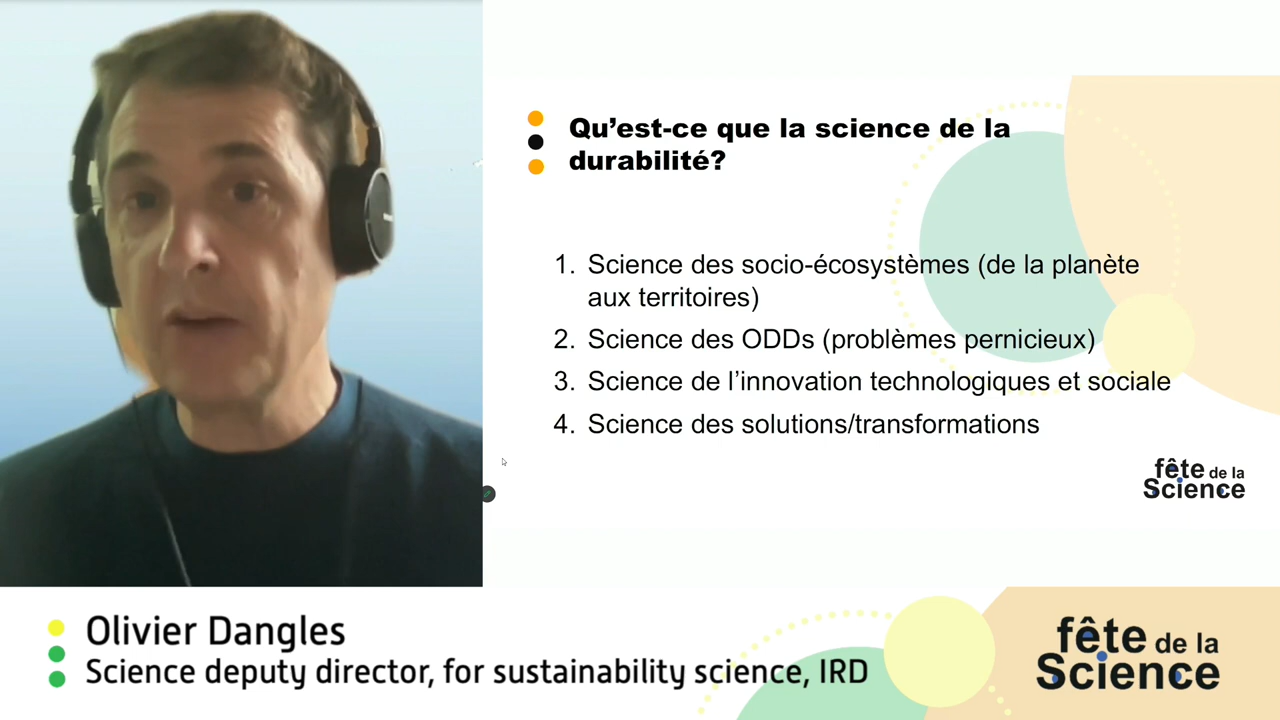 Qu'est-ce que la science de la
durabilité?
1. Science des socio-écosystèmes (de la planète
aux territoires)
2. Science des ODDs (problèmes pernicieux)
3. Science de l'innovation technologiques et sociale
4. Science des solutions/transformations
fête de la
Science
Olivier Dangles
Science deputy director, for sustainability science, IRD
fête de la
Science